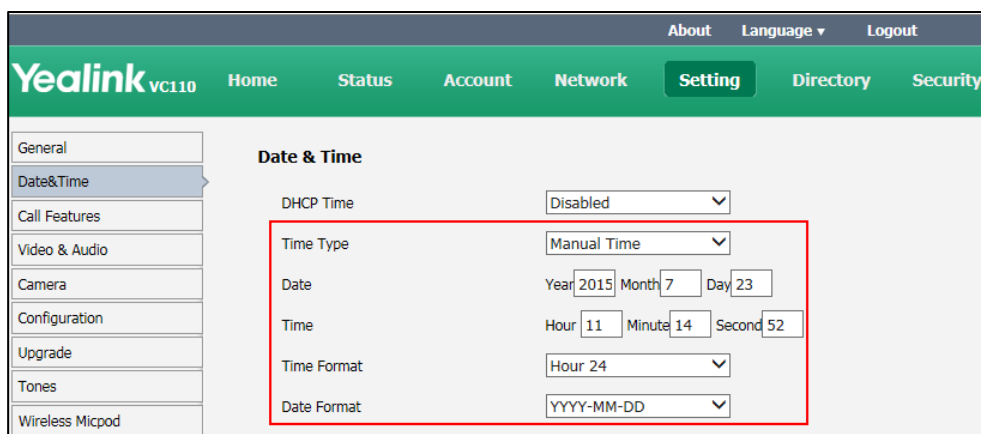 About Language ▾ Logout
Yealink VC110 Home Status Account Network Setting Directory Security
General
Date&Time
Call Features
Video & Audio
Camera
Configuration
Upgrade
Tones
Wireless Micpod
Date & Time
DHCP Time Disabled
Time Type Manual Time
Date Year 2015 Month 7 Day 23
Time Hour 11 Minute 14 Second 52
Time Format Hour 24
Date Format YYYY-MM-DD